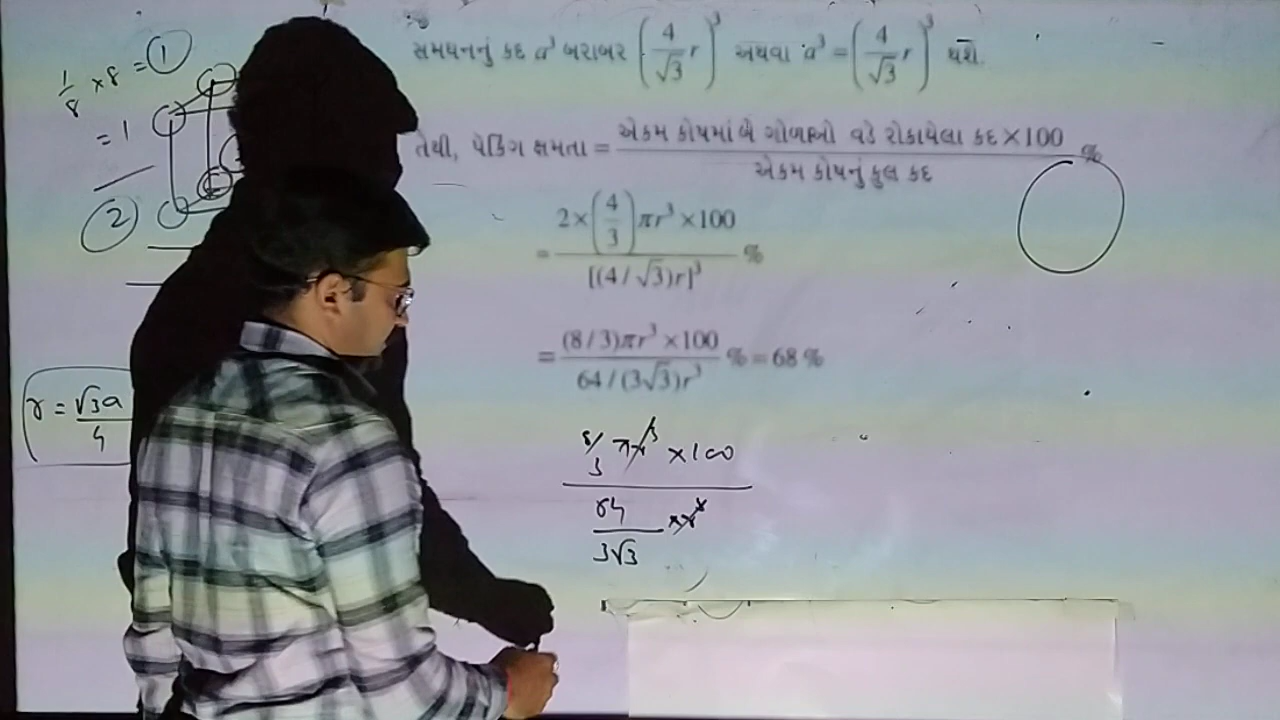 સમઘનનું કદ a³ બરાબર (4/√3 r)³ અથવા a³ = (4/√3 r)³ થશે.
તેથી, પેકિંગ ક્ષમતા = એકમ કોષમાં બે ગોળાઓ વડે રોકાયેલા કદ × 100 / એકમ કોષનું કુલ કદ %
= 2 × (4/3) πr³ × 100 / [(4/√3)r]³ %
= (8/3)πr³ × 100 / 64/(3√3)r³ % = 68 %
8/3 πr³ × 100
64/3√3 × r³
1/8 × 8 = 1
= 1
2
r = √3a/4